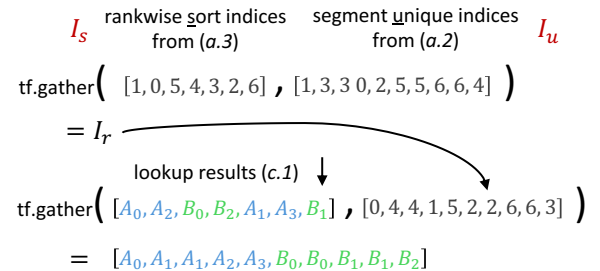 I_s rankwise sort indices from (a.3) segment unique indices from (a.2) I_u
tf.gather( [1, 0, 5, 4, 3, 2, 6] , [1, 3, 3 0, 2, 5, 5, 6, 6, 4] )
= I_r
lookup results (c.1)
tf.gather( [A_0, A_2, B_0, B_2, A_1, A_3, B_1] , [0, 4, 4, 1, 5, 2, 2, 6, 6, 3] )
= [A_0, A_1, A_1, A_2, A_3, B_0, B_0, B_1, B_1, B_2]